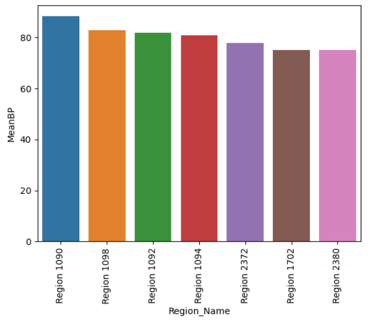 80
60
40
20
0
MeanBP
Region 1090
Region 1098
Region 1092
Region 1094
Region 2372
Region 1702
Region 2380
Region_Name